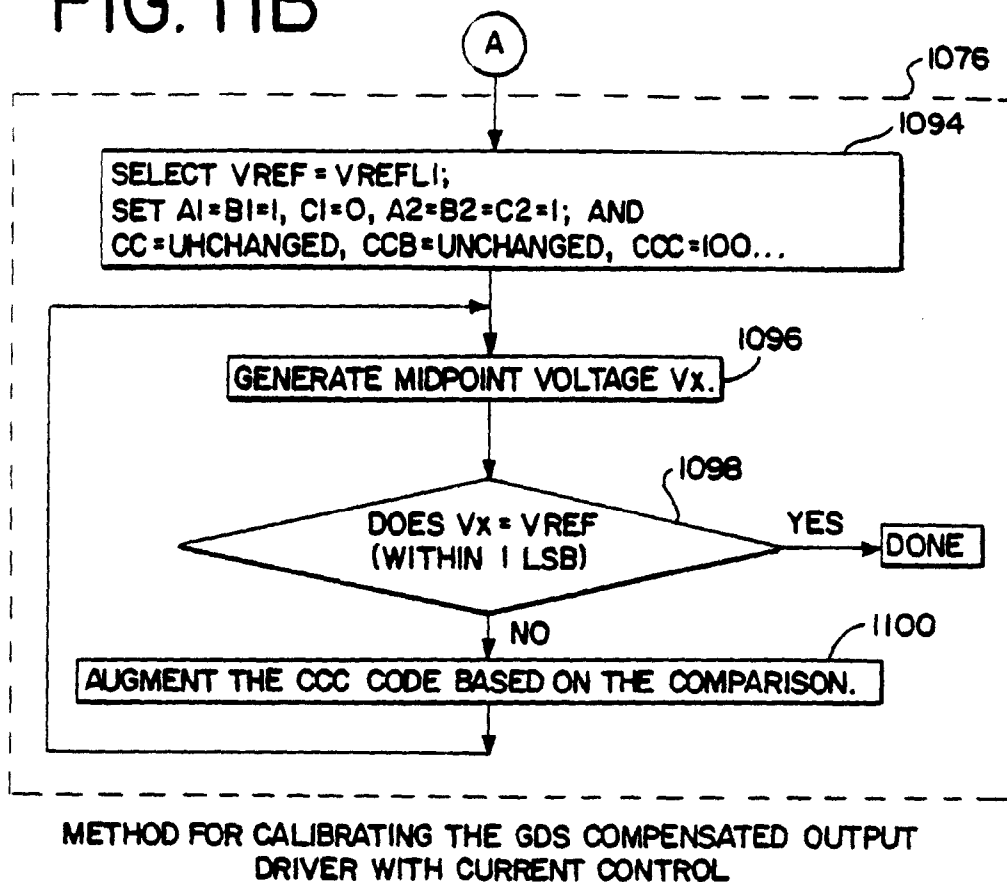 FIG. 11B
A
1076
1094
SELECT VREF = VREFL1;
SET A1=B1=1, C1=0, A2=B2=C2=1; AND
CC=UHCHANGED, CCB=UNCHANGED, CCC=100...
1096
GENERATE MIDPOINT VOLTAGE Vx.
1098
DOES Vx = VREF
(WITHIN 1 LSB)
YES
DONE
NO
1100
AUGMENT THE CCC CODE BASED ON THE COMPARISON.
METHOD FOR CALIBRATING THE GDS COMPENSATED OUTPUT
DRIVER WITH CURRENT CONTROL